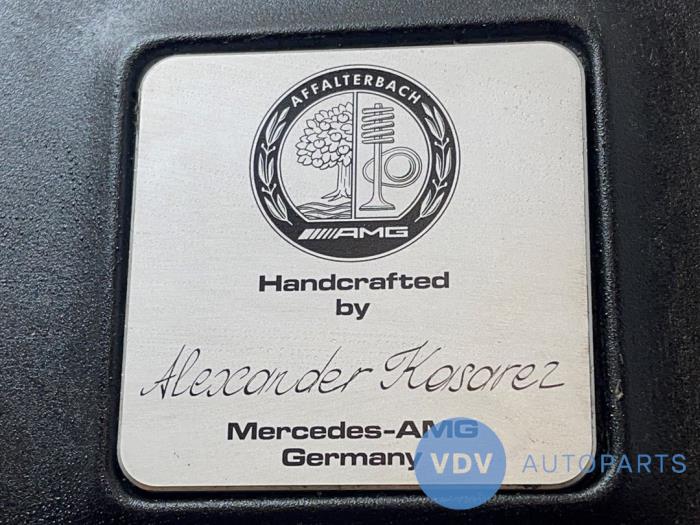 AFFALTERBACH
AMG
Handcrafted
by
Alexander Kasarez
Mercedes-AMG
Germany
VDV AUTOPARTS